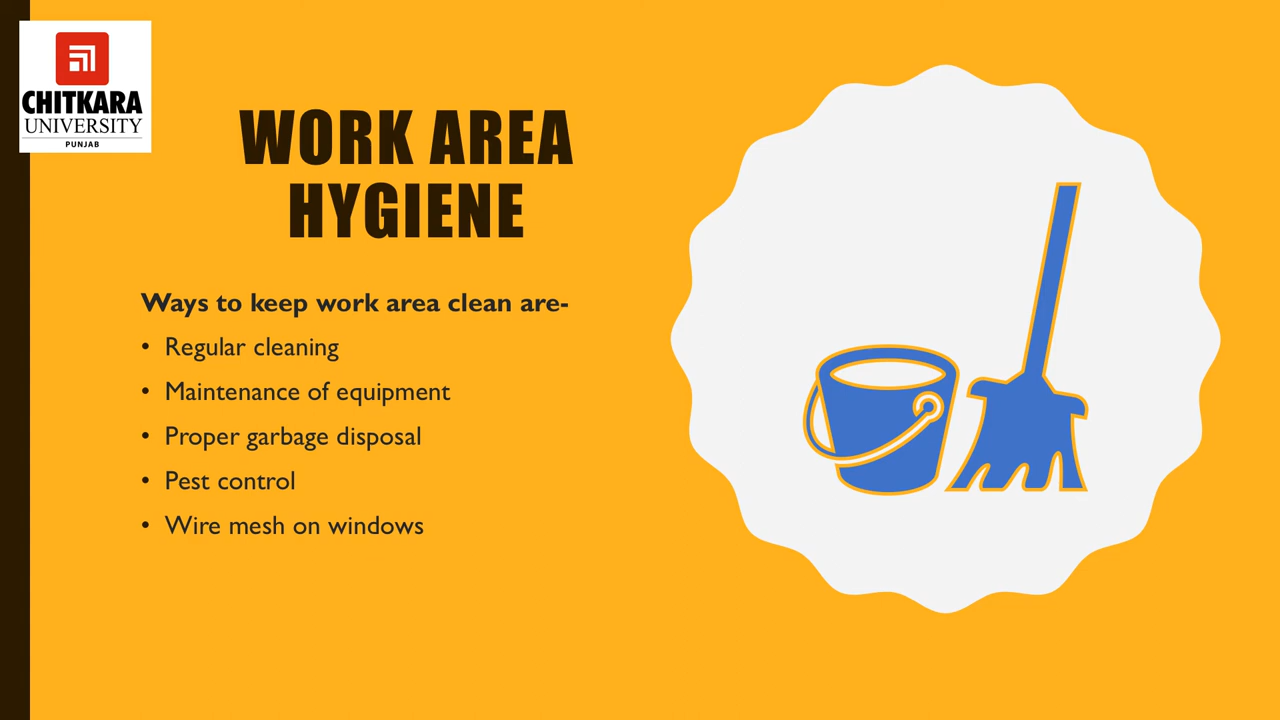 CHITKARA
UNIVERSITY
PUNJAB
WORK AREA
HYGIENE
Ways to keep work area clean are-
• Regular cleaning
• Maintenance of equipment
• Proper garbage disposal
• Pest control
• Wire mesh on windows